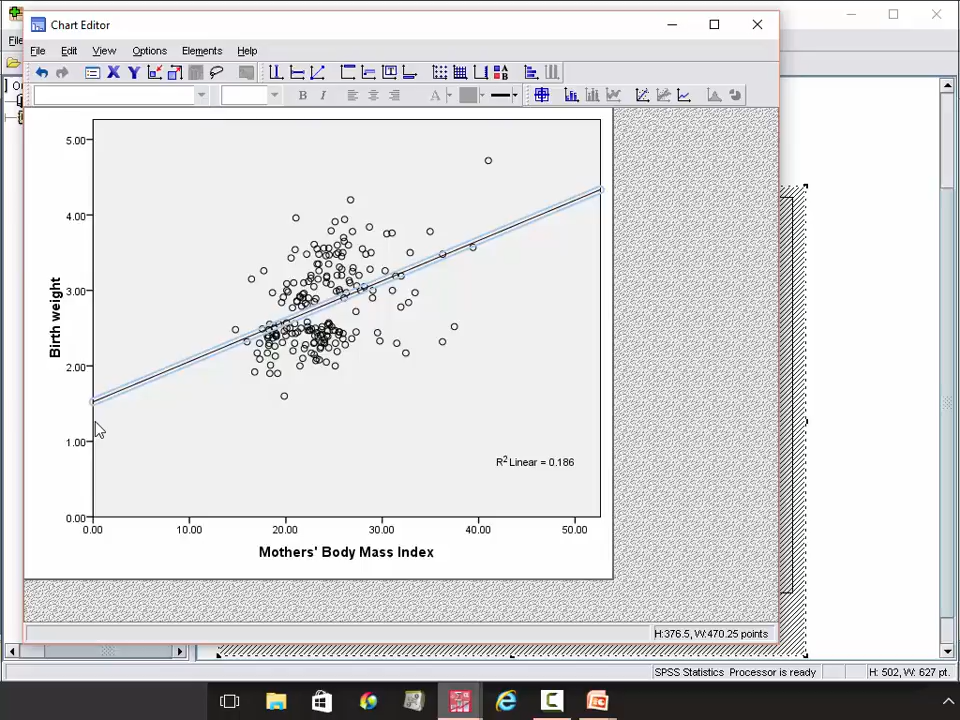 Chart Editor
File Edit View Options Elements Help
X Y
B I A
5.00
4.00
3.00
2.00
1.00
0.00
Birth weight
R2 Linear = 0.186
0.00 10.00 20.00 30.00 40.00 50.00
Mothers' Body Mass Index
H:376.5, W:470.25 points
SPSS Statistics Processor is ready H: 502, W: 627 pt.